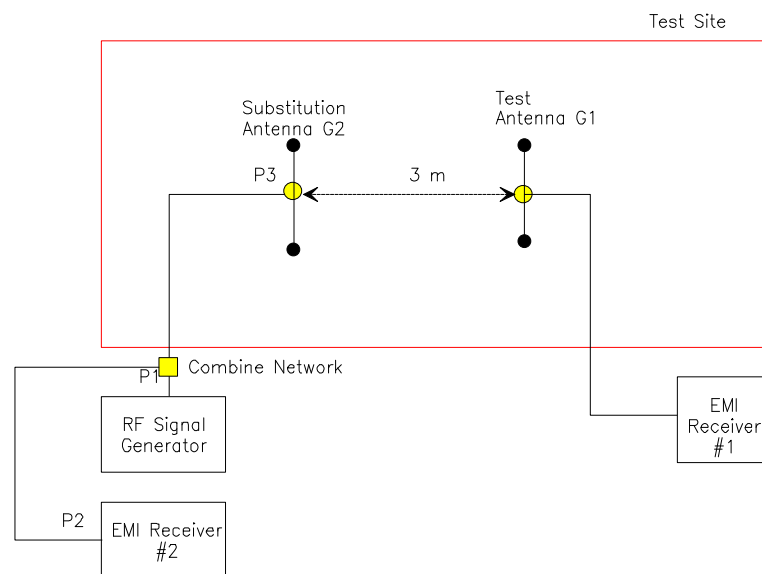 Test Site
Substitution
Antenna G2
Test
Antenna G1
P3
3 m
Combine Network
P1
RF Signal
Generator
EMI
Receiver
#1
P2
EMI Receiver
#2